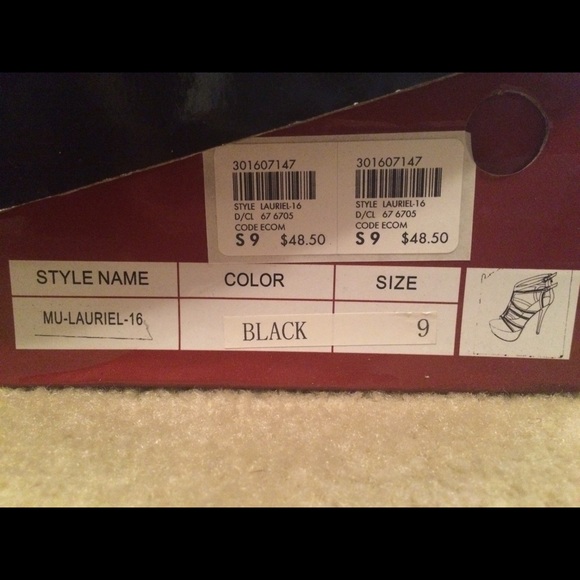 301607147
STYLE LAURIEL-16
D/CL 67 6705
CODE ECOM
S 9 $48.50
301607147
STYLE LAURIEL-16
D/CL 67 6705
CODE ECOM
S 9 $48.50
STYLE NAME COLOR SIZE
MU-LAURIEL-16 BLACK 9